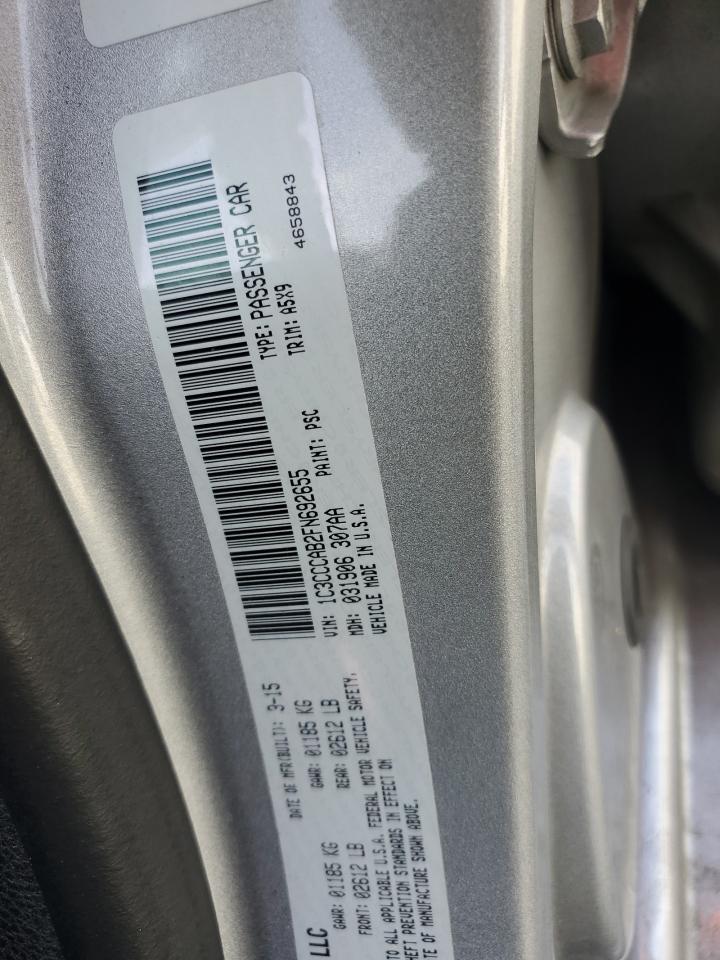 LLC
DATE OF MFR(BUILT): 3-15
GAWR: 01185 KG GAWR: 01185 KG
FRONT: 02612 LB REAR: 02612 LB
TO ALL APPLICABLE U.S.A. FEDERAL MOTOR VEHICLE SAFETY,
THEFT PREVENTION STANDARDS IN EFFECT ON
TE OF MANUFACTURE SHOWN ABOVE.
VIN: 1C3CCCAB2FN692655 TYPE: PASSENGER CAR
MDH: 031906 307AA PAINT: PSC TRIM: A5X9
VEHICLE MADE IN U.S.A. 4658843